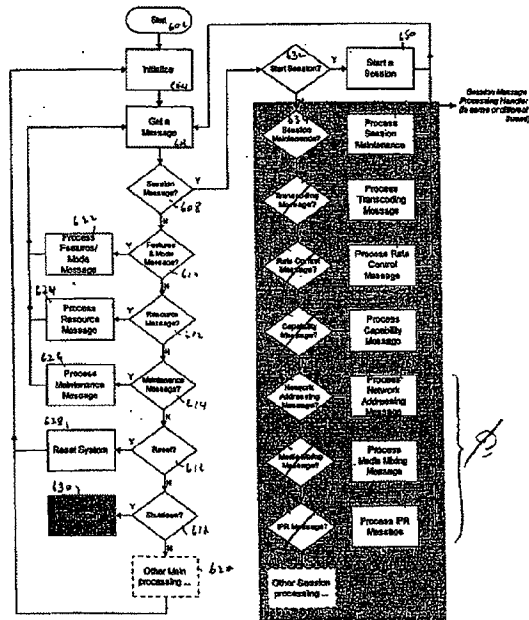 Start
602
Initialize
604
Get a
Message
Session
Message?
Y
608
N
Features
& Mode
Message?
Y
622
Process
Features/
Mode
Message
N
Resource
Message?
Y
612
624
Process
Resource
Message
N
Maintenance
Message?
Y
614
Process
Maintenance
Message
N
Reset?
Y
628
Reset System
Shutdown?
Y
630
N
Other Main
processing ...
620
632
Start Session?
Y
650
Start a
Session
N
Session Message
Processing Handler
(in same or different
thread)
Session
Maintenance?
Process
Session
Maintenance
Transcoding
Message?
Process
Transcoding
Message
Rate Control
Message?
Process Rate
Control
Message
Capability
Message?
Process
Capability
Message
Network
Addressing
Message?
Process
Network
Addressing
Message
Media Mixing
Message?
Process
Media Mixing
Message
IPR Message?
Process IPR
Message
Other Session
processing ...